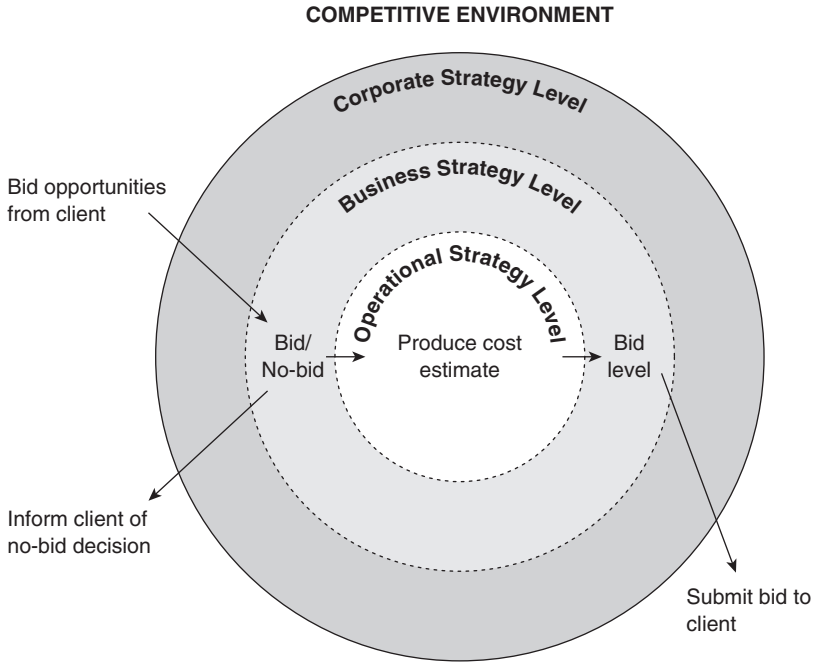 COMPETITIVE ENVIRONMENT
Corporate Strategy Level
Business Strategy Level
Bid opportunities
from client
Operational Strategy Level
Bid/
No-bid
Produce cost
estimate
Bid
level
Inform client of
no-bid decision
Submit bid to
client